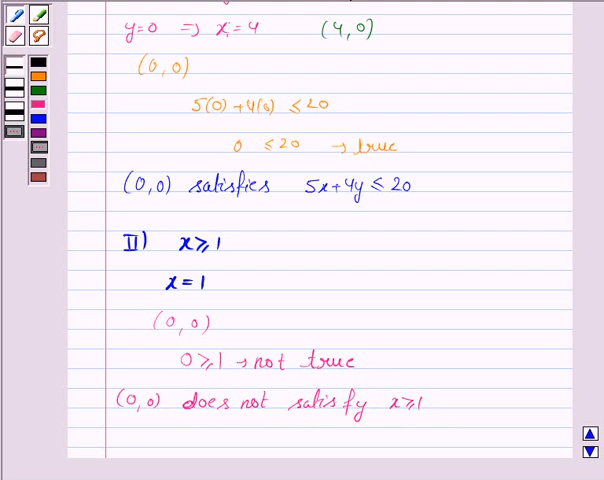 y=0 ⇒ x=4 (4,0)
(0,0)
5(0)+4(0) ≤20
0 ≤20 → true
(0,0) satisfies 5x+4y ≤ 20
II) x≥1
x=1
(0,0)
0≥1 → not true
(0,0) does not satisfy x≥1